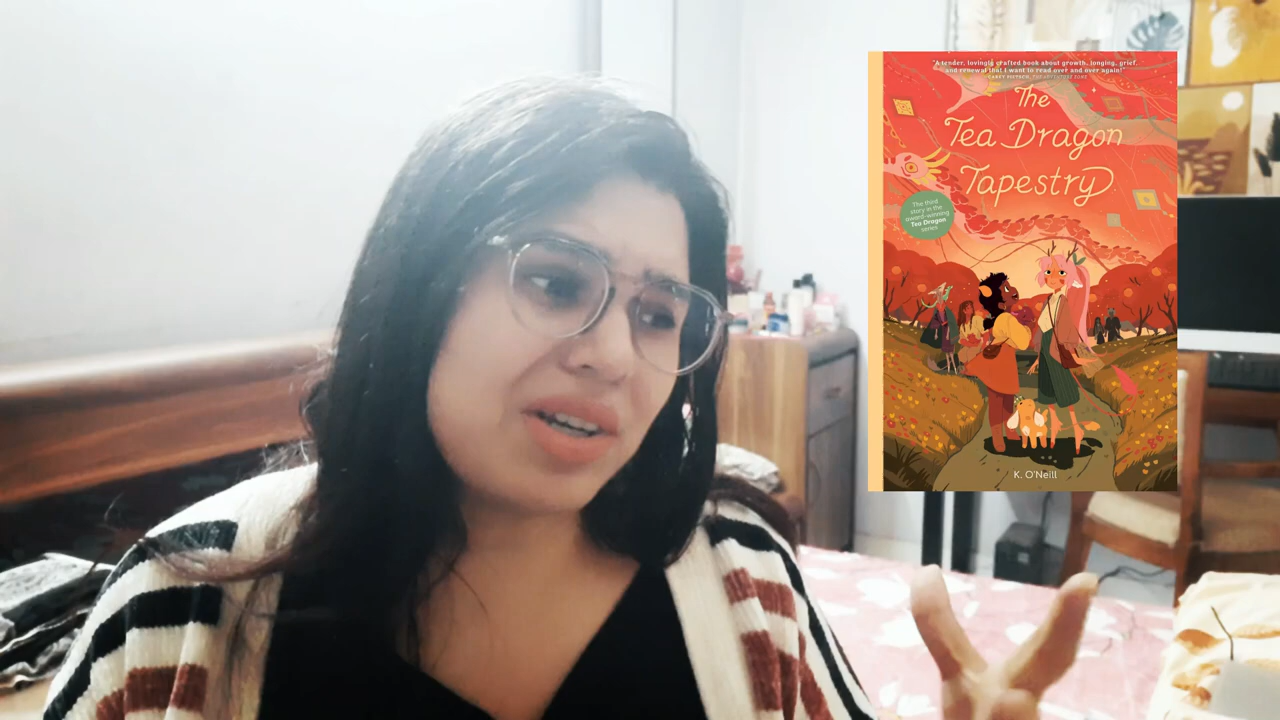 "A tender, lovingly crafted book about growth, longing, grief,
and renewal that I want to read over and over again!"
The
Tea Dragon
Tapestry
The third
story in the
award-winning
Tea Dragon
series
K. O'Neill